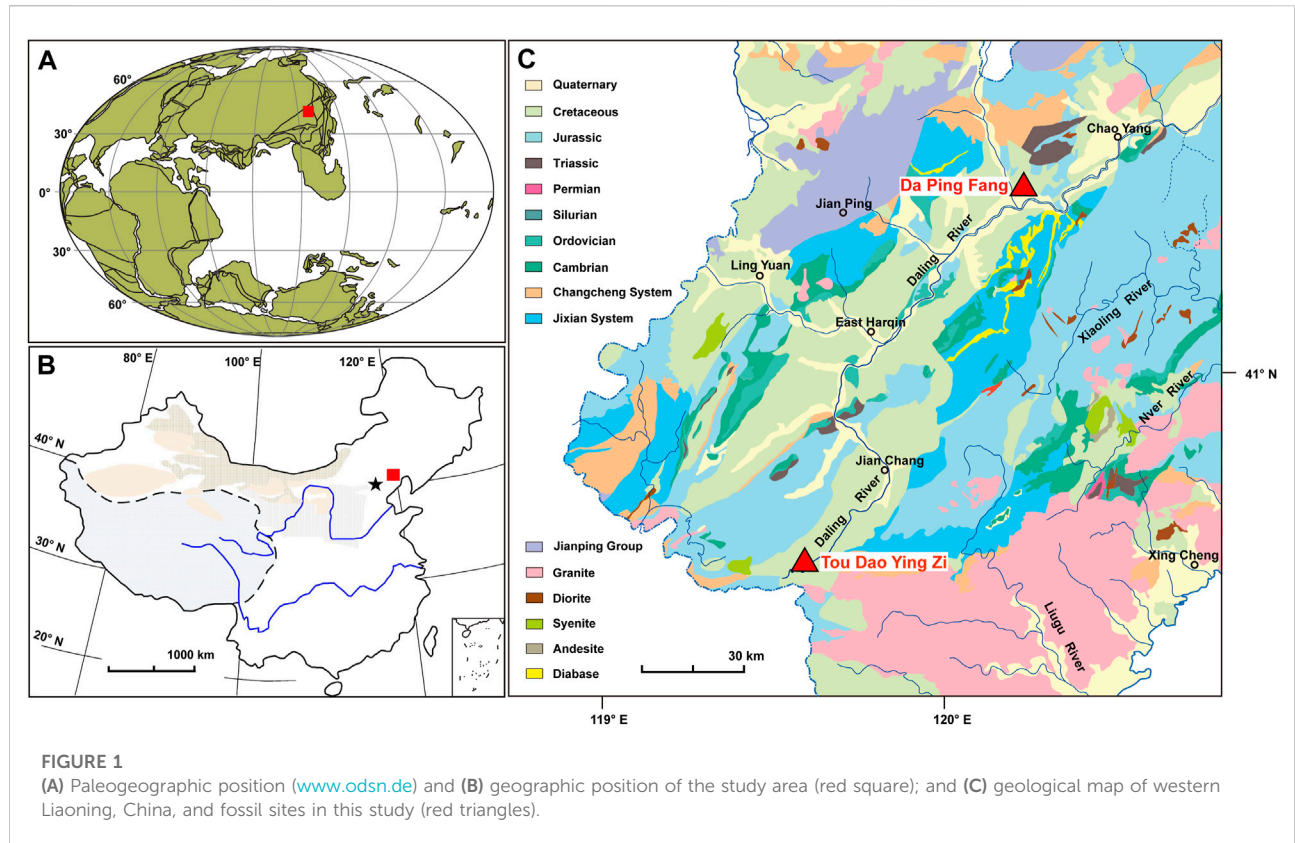 A
60°
30°
0°
30°
60°
B
80° E
100° E
120° E
40° N
30° N
20° N
1000 km
C
Quaternary
Cretaceous
Jurassic
Triassic
Permian
Silurian
Ordovician
Cambrian
Changcheng System
Jixian System
Jianping Group
Granite
Diorite
Syenite
Andesite
Diabase
Chao Yang
Da Ping Fang
Jian Ping
Daling River
Ling Yuan
East Harqin
Xiaoling River
41° N
Nver River
Jian Chang
Daling River
Tou Dao Ying Zi
Xing Cheng
Liugu River
30 km
119° E
120° E
FIGURE 1
(A) Paleogeographic position (www.odsn.de) and (B) geographic position of the study area (red square); and (C) geological map of western
Liaoning, China, and fossil sites in this study (red triangles).